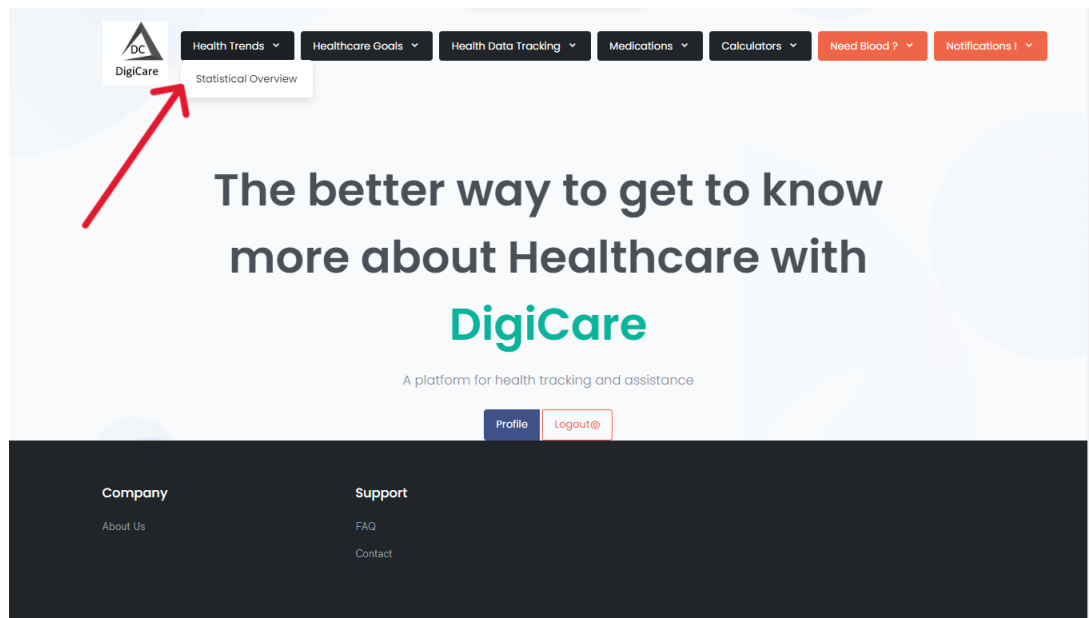 DC
DigiCare
Health Trends
Healthcare Goals
Health Data Tracking
Medications
Calculators
Need Blood ?
Notifications !
Statistical Overview
The better way to get to know
more about Healthcare with
DigiCare
A platform for health tracking and assistance
Profile
Logout
Company
Support
About Us
FAQ
Contact